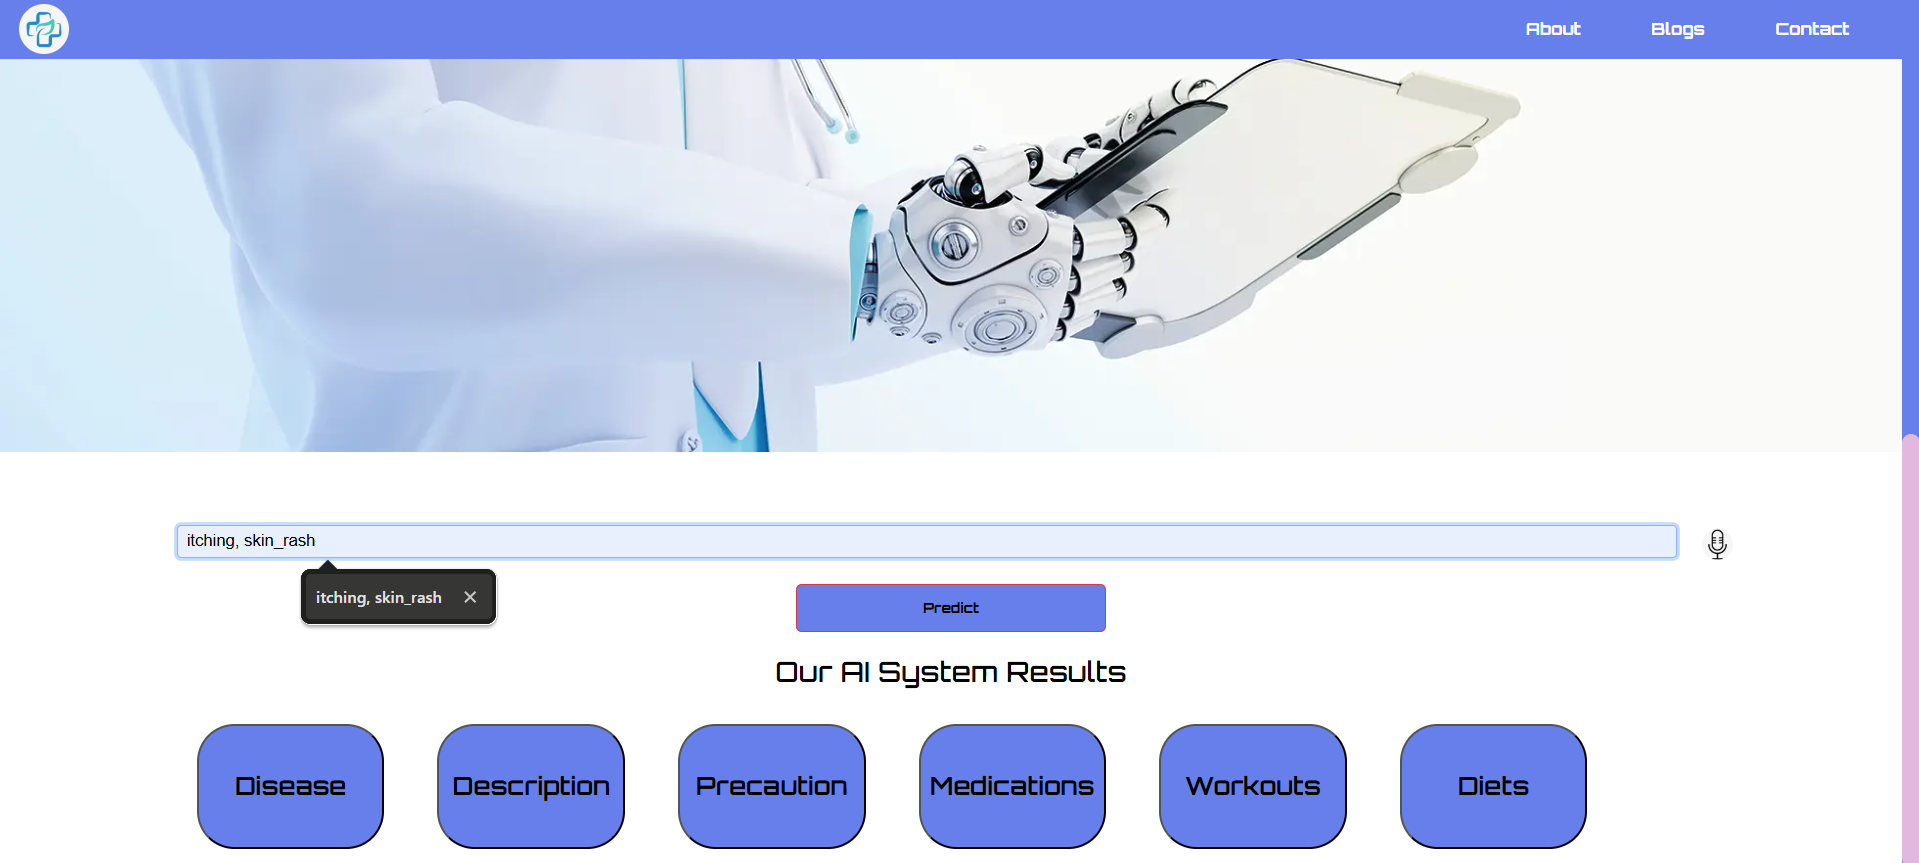 About Blogs Contact
itching, skin_rash
itching, skin_rash ✕
Predict
Our AI System Results
Disease Description Precaution Medications Workouts Diets